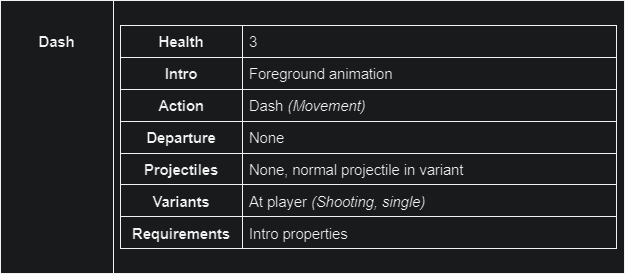 Dash
Health 3
Intro Foreground animation
Action Dash (Movement)
Departure None
Projectiles None, normal projectile in variant
Variants At player (Shooting, single)
Requirements Intro properties